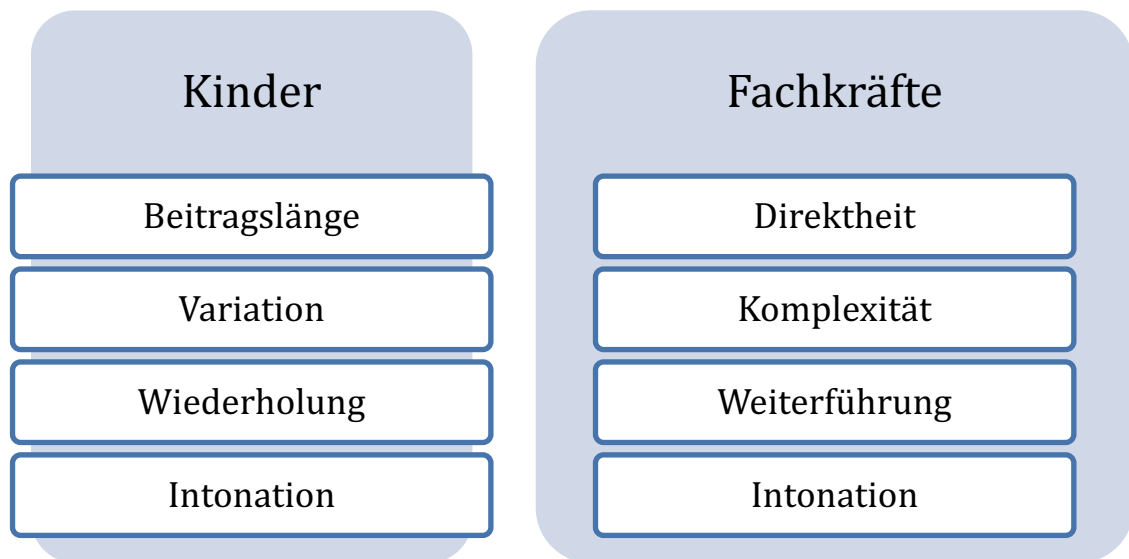 Kinder
Beitragslänge
Variation
Wiederholung
Intonation
Fachkräfte
Direktheit
Komplexität
Weiterführung
Intonation